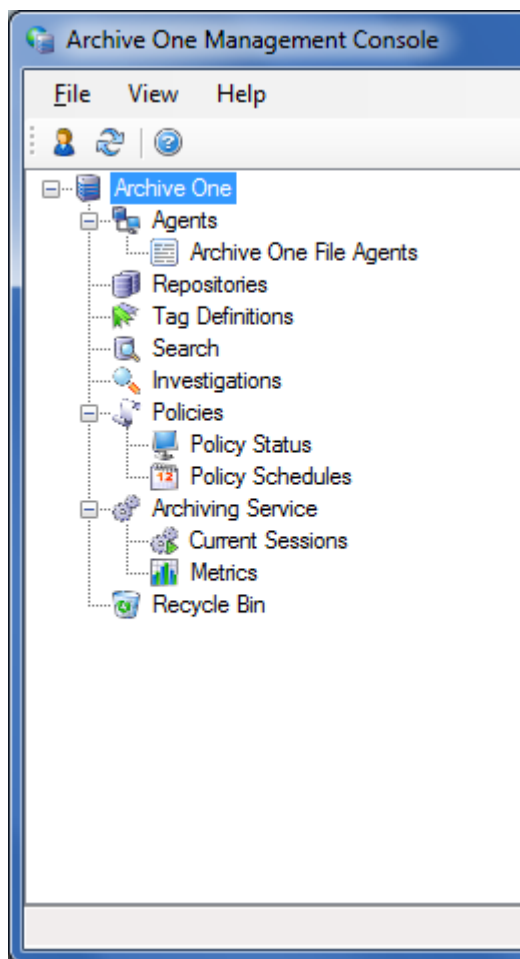 Archive One Management Console
File View Help
Archive One
Agents
Archive One File Agents
Repositories
Tag Definitions
Search
Investigations
Policies
Policy Status
12
Policy Schedules
Archiving Service
Current Sessions
Metrics
Recycle Bin